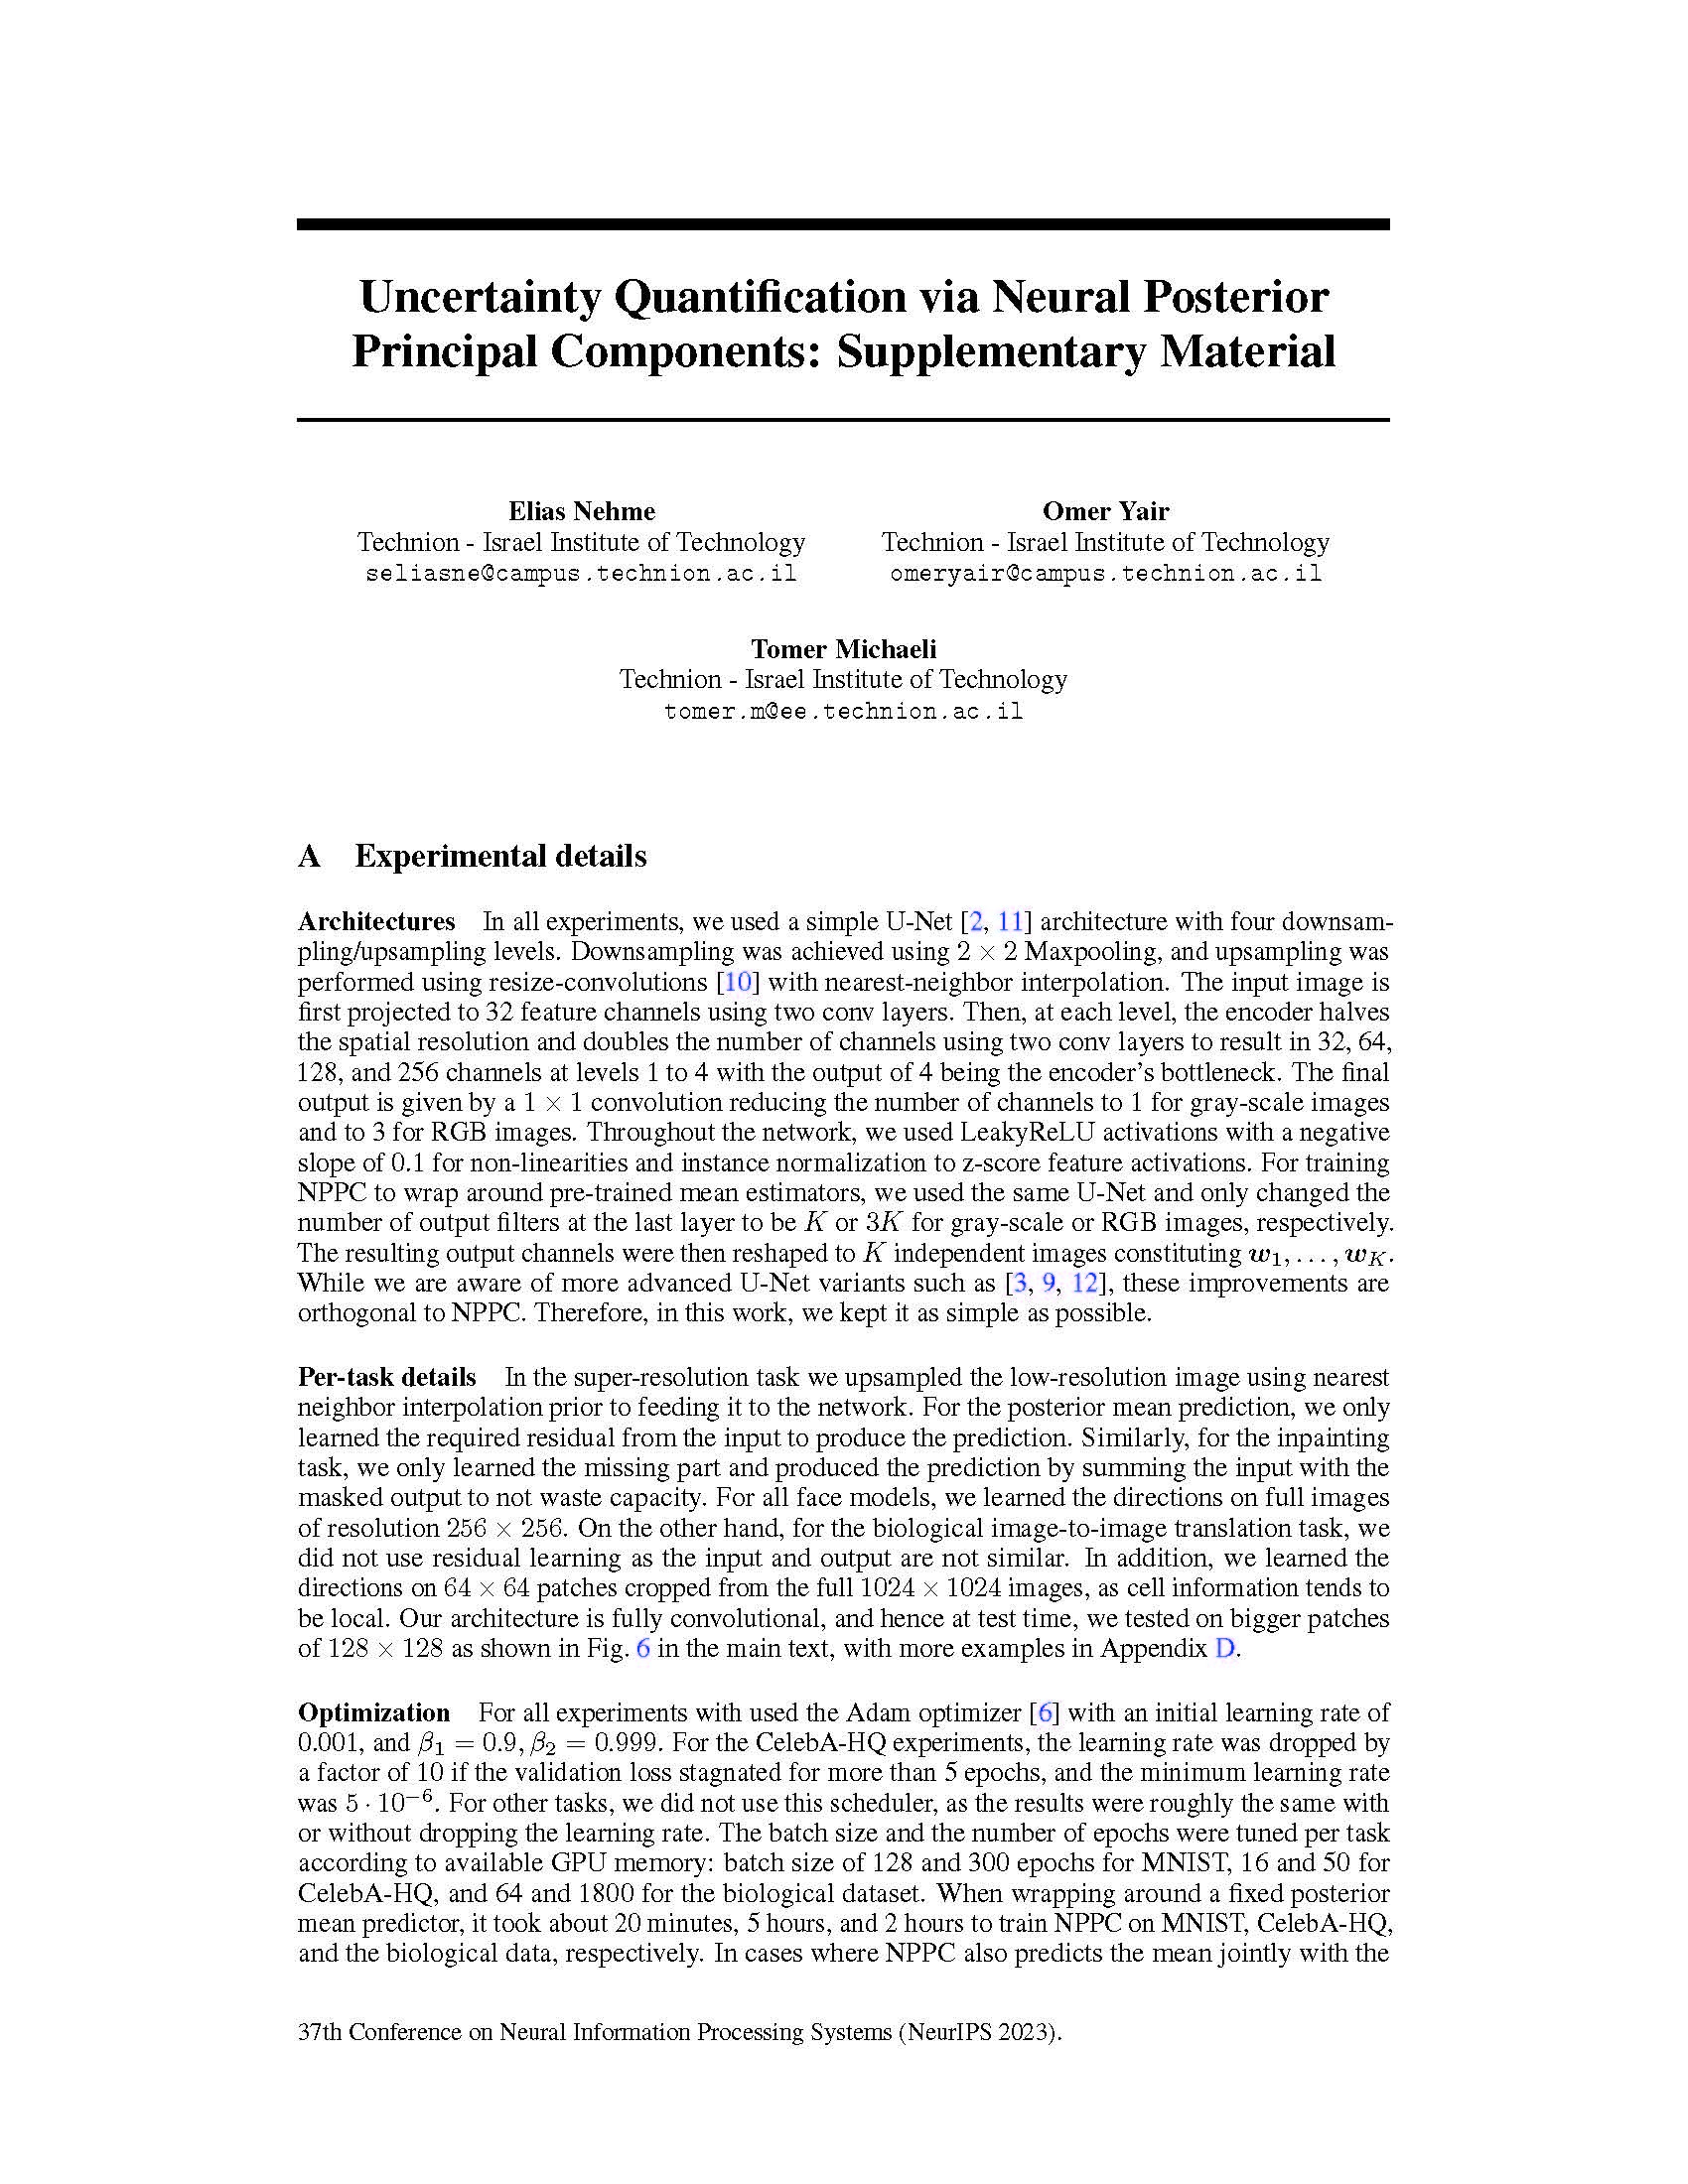 Uncertainty Quantification via Neural Posterior
Principal Components: Supplementary Material
Elias Nehme
Technion - Israel Institute of Technology
seliasne@campus.technion.ac.il
Omer Yair
Technion - Israel Institute of Technology
omeryair@campus.technion.ac.il
Tomer Michaeli
Technion - Israel Institute of Technology
tomer.m@ee.technion.ac.il
A Experimental details
Architectures In all experiments, we used a simple U-Net [2, 11] architecture with four downsam-
pling/upsampling levels. Downsampling was achieved using 2 × 2 Maxpooling, and upsampling was
performed using resize-convolutions [10] with nearest-neighbor interpolation. The input image is
first projected to 32 feature channels using two conv layers. Then, at each level, the encoder halves
the spatial resolution and doubles the number of channels using two conv layers to result in 32, 64,
128, and 256 channels at levels 1 to 4 with the output of 4 being the encoder's bottleneck. The final
output is given by a 1 × 1 convolution reducing the number of channels to 1 for gray-scale images
and to 3 for RGB images. Throughout the network, we used LeakyReLU activations with a negative
slope of 0.1 for non-linearities and instance normalization to z-score feature activations. For training
NPPC to wrap around pre-trained mean estimators, we used the same U-Net and only changed the
number of output filters at the last layer to be K or 3K for gray-scale or RGB images, respectively.
The resulting output channels were then reshaped to K independent images constituting w₁, . . . , w_K.
While we are aware of more advanced U-Net variants such as [3, 9, 12], these improvements are
orthogonal to NPPC. Therefore, in this work, we kept it as simple as possible.
Per-task details In the super-resolution task we upsampled the low-resolution image using nearest
neighbor interpolation prior to feeding it to the network. For the posterior mean prediction, we only
learned the required residual from the input to produce the prediction. Similarly, for the inpainting
task, we only learned the missing part and produced the prediction by summing the input with the
masked output to not waste capacity. For all face models, we learned the directions on full images
of resolution 256 × 256. On the other hand, for the biological image-to-image translation task, we
did not use residual learning as the input and output are not similar. In addition, we learned the
directions on 64 × 64 patches cropped from the full 1024 × 1024 images, as cell information tends to
be local. Our architecture is fully convolutional, and hence at test time, we tested on bigger patches
of 128 × 128 as shown in Fig. 6 in the main text, with more examples in Appendix D.
Optimization For all experiments with used the Adam optimizer [6] with an initial learning rate of
0.001, and β₁ = 0.9, β₂ = 0.999. For the CelebA-HQ experiments, the learning rate was dropped by
a factor of 10 if the validation loss stagnated for more than 5 epochs, and the minimum learning rate
was 5 · 10⁻⁶. For other tasks, we did not use this scheduler, as the results were roughly the same with
or without dropping the learning rate. The batch size and the number of epochs were tuned per task
according to available GPU memory: batch size of 128 and 300 epochs for MNIST, 16 and 50 for
CelebA-HQ, and 64 and 1800 for the biological dataset. When wrapping around a fixed posterior
mean predictor, it took about 20 minutes, 5 hours, and 2 hours to train NPPC on MNIST, CelebA-HQ,
and the biological data, respectively. In cases where NPPC also predicts the mean jointly with the
37th Conference on Neural Information Processing Systems (NeurIPS 2023).